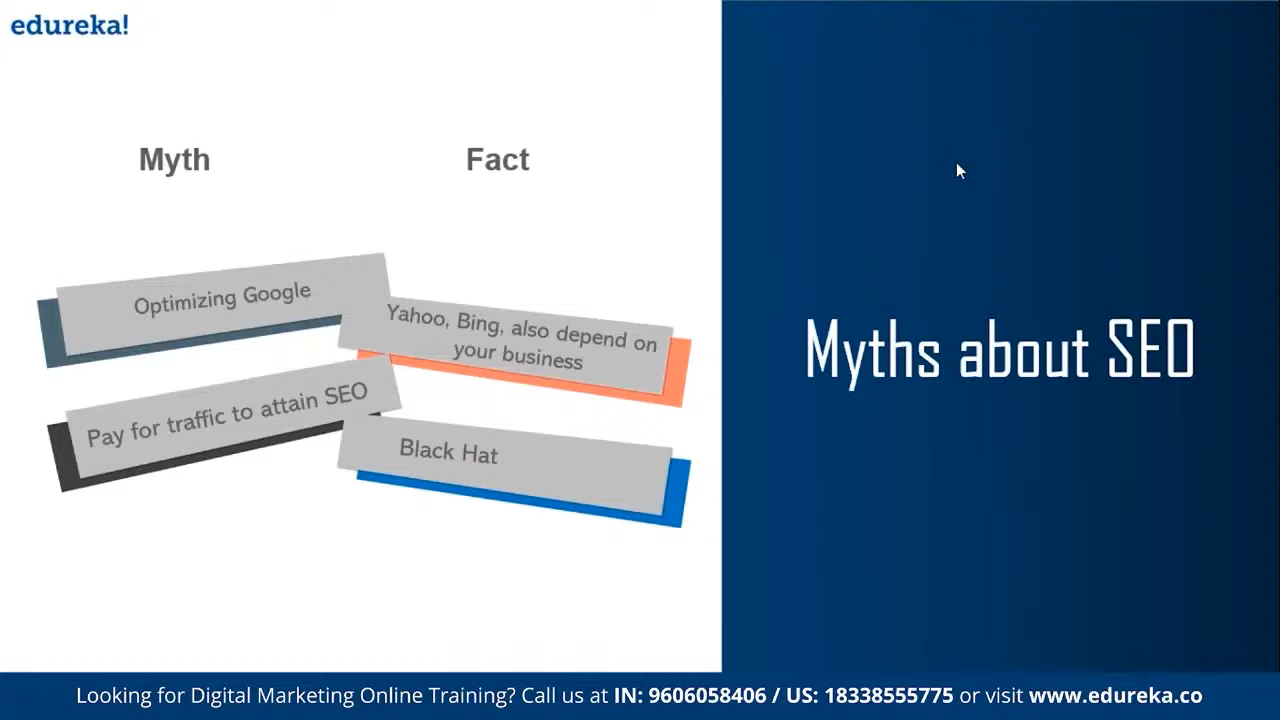 edureka!
Myth
Fact
Optimizing Google
Yahoo, Bing, also depend on
your business
Pay for traffic to attain SEO
Black Hat
Myths about SEO
Looking for Digital Marketing Online Training? Call us at IN: 9606058406 / US: 18338555775 or visit www.edureka.co